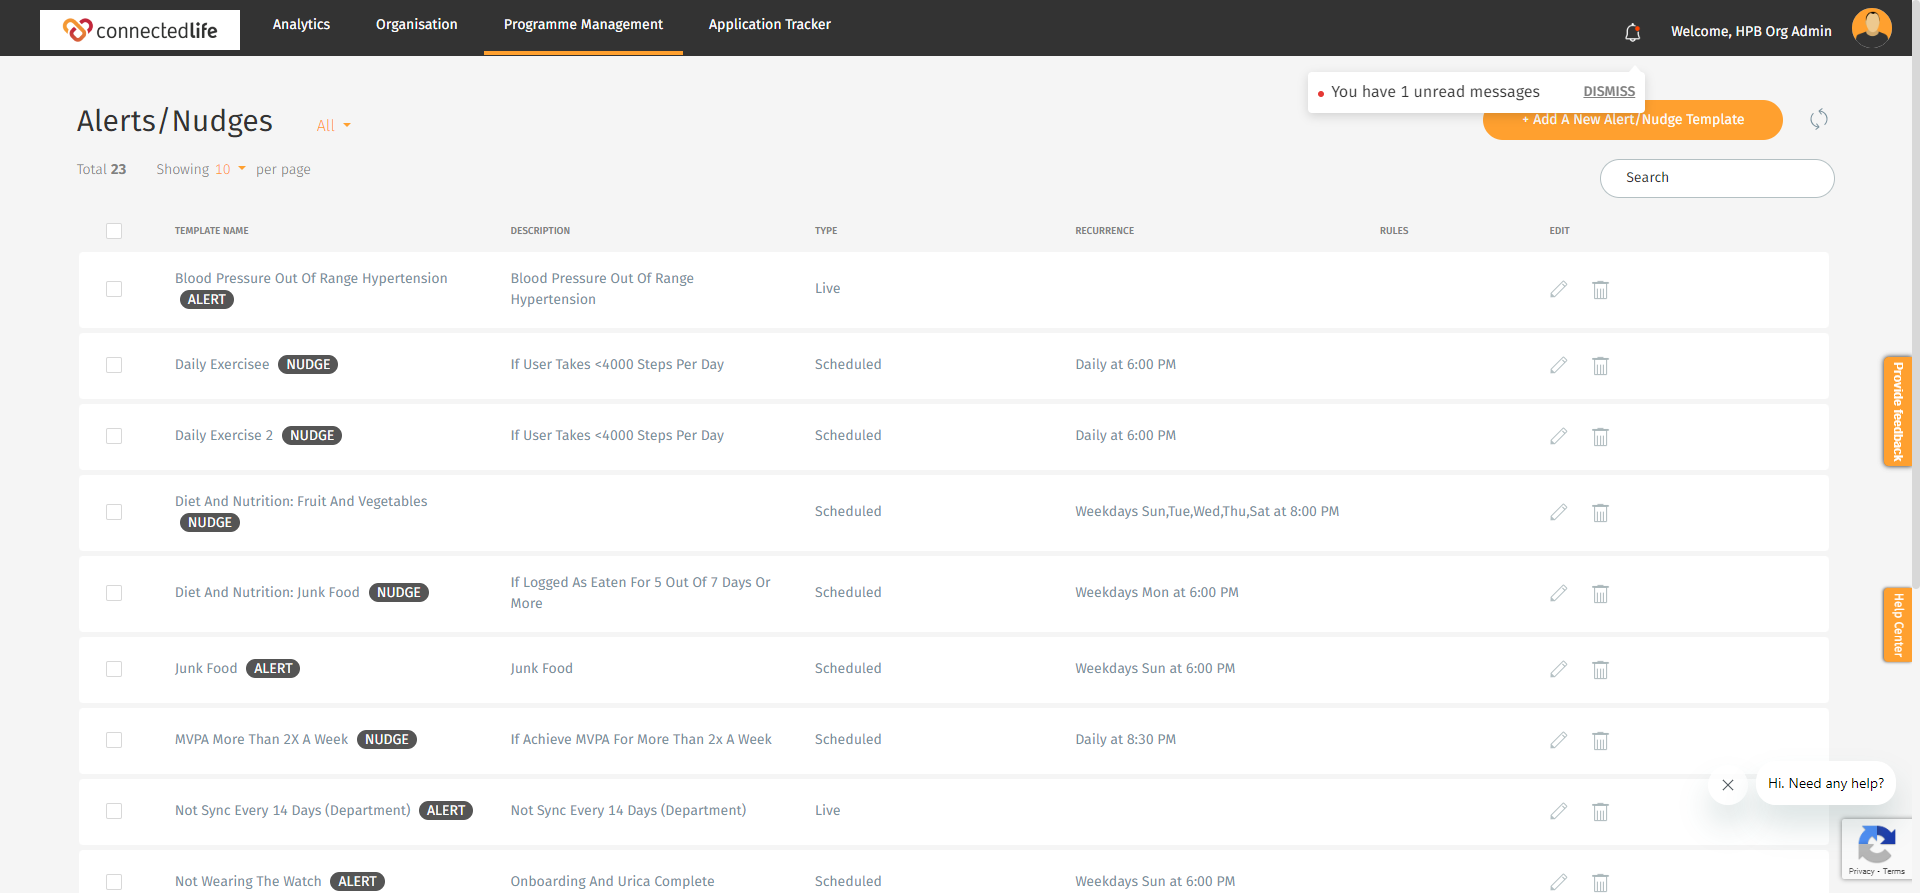 connectedlife
Analytics
Organisation
Programme Management
Application Tracker
Welcome, HPB Org Admin
You have 1 unread messages
DISMISS
Alerts/Nudges
All
+ Add A New Alert/Nudge Template
Total 23
Showing 10 per page
Search
TEMPLATE NAME
DESCRIPTION
TYPE
RECURRENCE
RULES
EDIT
Blood Pressure Out Of Range Hypertension
ALERT
Blood Pressure Out Of Range
Hypertension
Live
Daily Exercisee NUDGE
If User Takes <4000 Steps Per Day
Scheduled
Daily at 6:00 PM
Daily Exercise 2 NUDGE
If User Takes <4000 Steps Per Day
Scheduled
Daily at 6:00 PM
Diet And Nutrition: Fruit And Vegetables
NUDGE
Scheduled
Weekdays Sun,Tue,Wed,Thu,Sat at 8:00 PM
Diet And Nutrition: Junk Food NUDGE
If Logged As Eaten For 5 Out Of 7 Days Or
More
Scheduled
Weekdays Mon at 6:00 PM
Junk Food ALERT
Junk Food
Scheduled
Weekdays Sun at 6:00 PM
MVPA More Than 2X A Week NUDGE
If Achieve MVPA For More Than 2x A Week
Scheduled
Daily at 8:30 PM
Not Sync Every 14 Days (Department) ALERT
Not Sync Every 14 Days (Department)
Live
Not Wearing The Watch ALERT
Onboarding And Urica Complete
Scheduled
Weekdays Sun at 6:00 PM
Provide feedback
Help Center
Hi. Need any help?
Privacy - Terms